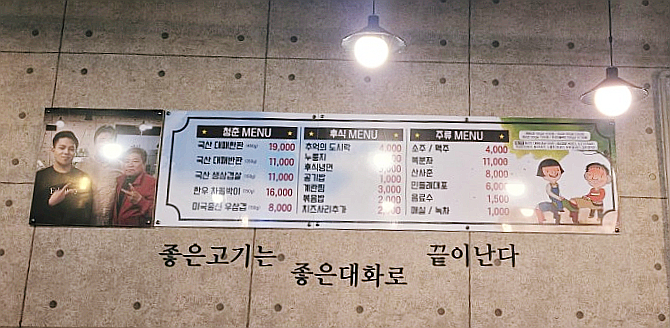 청춘 MENU
국산 대패한판 19,000
국산 대패반판 11,000
국산 생삼겹살 11,000
한우 차돌박이 16,000
미국산 우삼겹 8,000
후식 MENU
추억의 도시락 4,000
누룽지
후식냉면
공기밥
계란찜 3,000
볶음밥 2,000
치즈사리추가
주류 MENU
소주 / 맥주 4,000
복분자 11,000
산사춘 8,000
민들레대포 6,000
음료수 1,500
매실 / 녹차 1,000
좋은고기는
좋은대화로
끝이난다